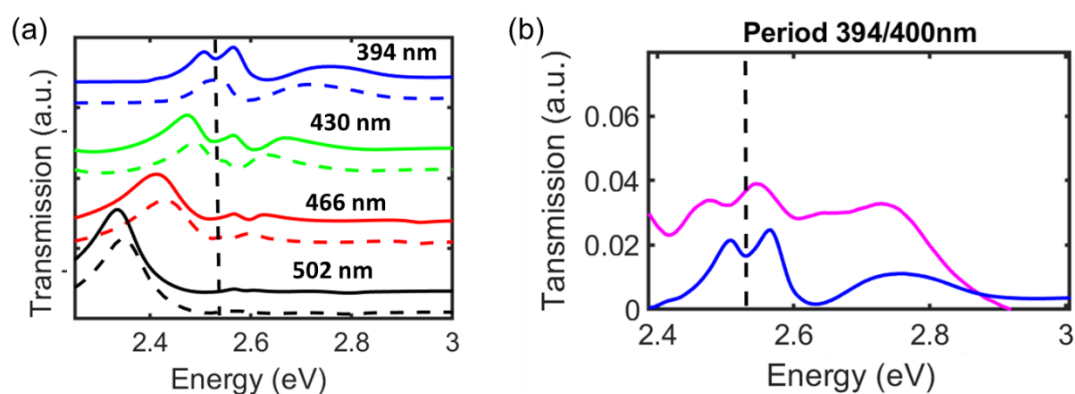 (a)
Transmission (a.u.)
394 nm
430 nm
466 nm
502 nm
2.4
2.6
2.8
3
Energy (eV)
(b)
Period 394/400nm
Tansmission (a.u.)
0.06
0.04
0.02
0
2.4
2.6
2.8
3
Energy (eV)